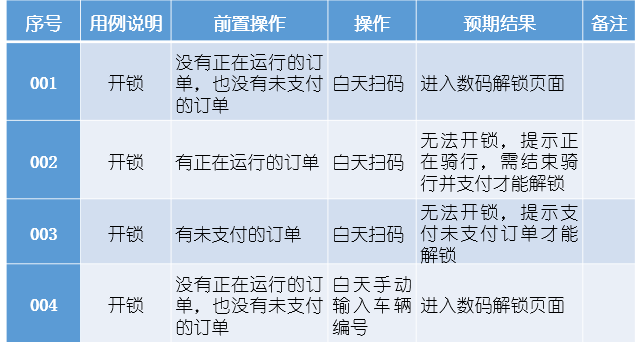 序号 用例说明 前置操作 操作 预期结果 备注
001 开锁 没有正在运行的订单，也没有未支付的订单 白天扫码 进入数码解锁页面
002 开锁 有正在运行的订单 白天扫码 无法开锁，提示正在骑行，需结束骑行并支付才能解锁
003 开锁 有未支付的订单 白天扫码 无法开锁，提示支付未支付订单才能解锁
004 开锁 没有正在运行的订单，也没有未支付的订单 白天手动输入车辆编号 进入数码解锁页面